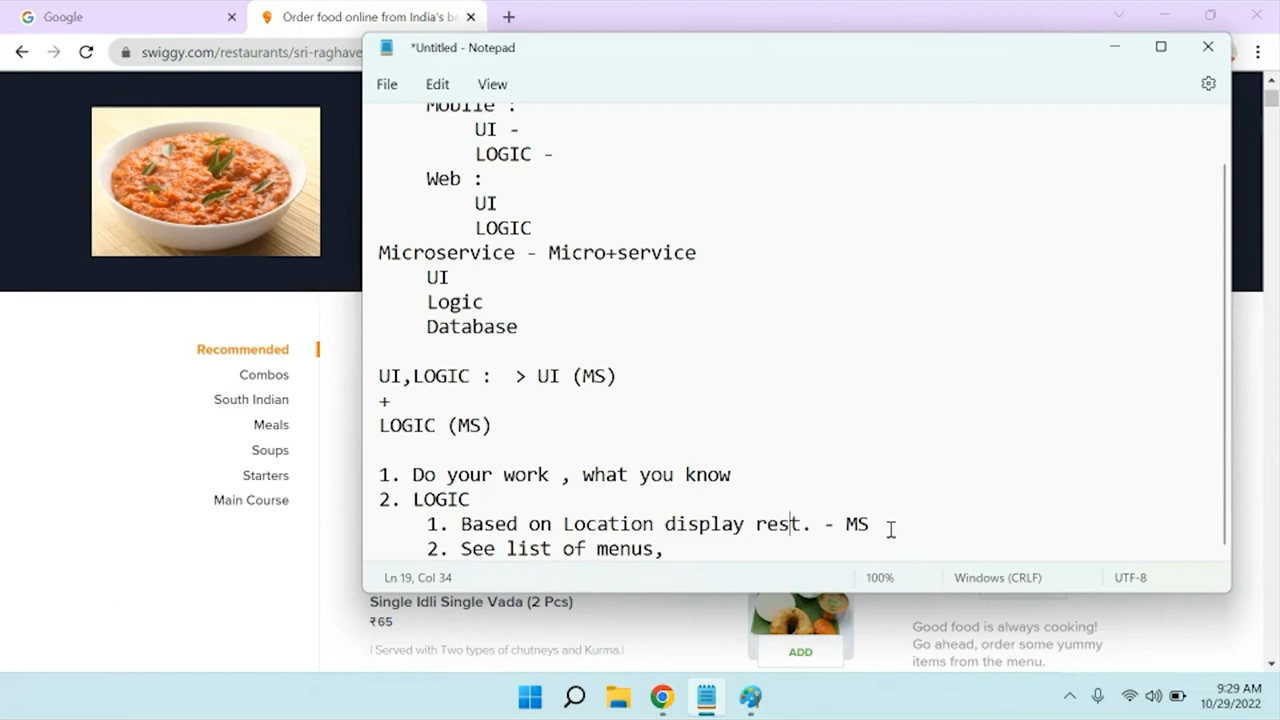 Google
Order food online from India's be
swiggy.com/restaurants/sri-raghave
*Untitled - Notepad
File Edit View
Mobile :
UI -
LOGIC -
Web :
UI
LOGIC
Microservice - Micro+service
UI
Logic
Database
UI,LOGIC :  > UI (MS)
+
LOGIC (MS)
1. Do your work , what you know
2. LOGIC
1. Based on Location display rest. - MS
2. See list of menus,
Ln 19, Col 34 100% Windows (CRLF) UTF-8
Recommended
Combos
South Indian
Meals
Soups
Starters
Main Course
Single Idli Single Vada (2 Pcs)
₹65
| Served with Two types of chutneys and Kurma.|
ADD
Good food is always cooking!
Go ahead, order some yummy
items from the menu.
9:29 AM
10/29/2022